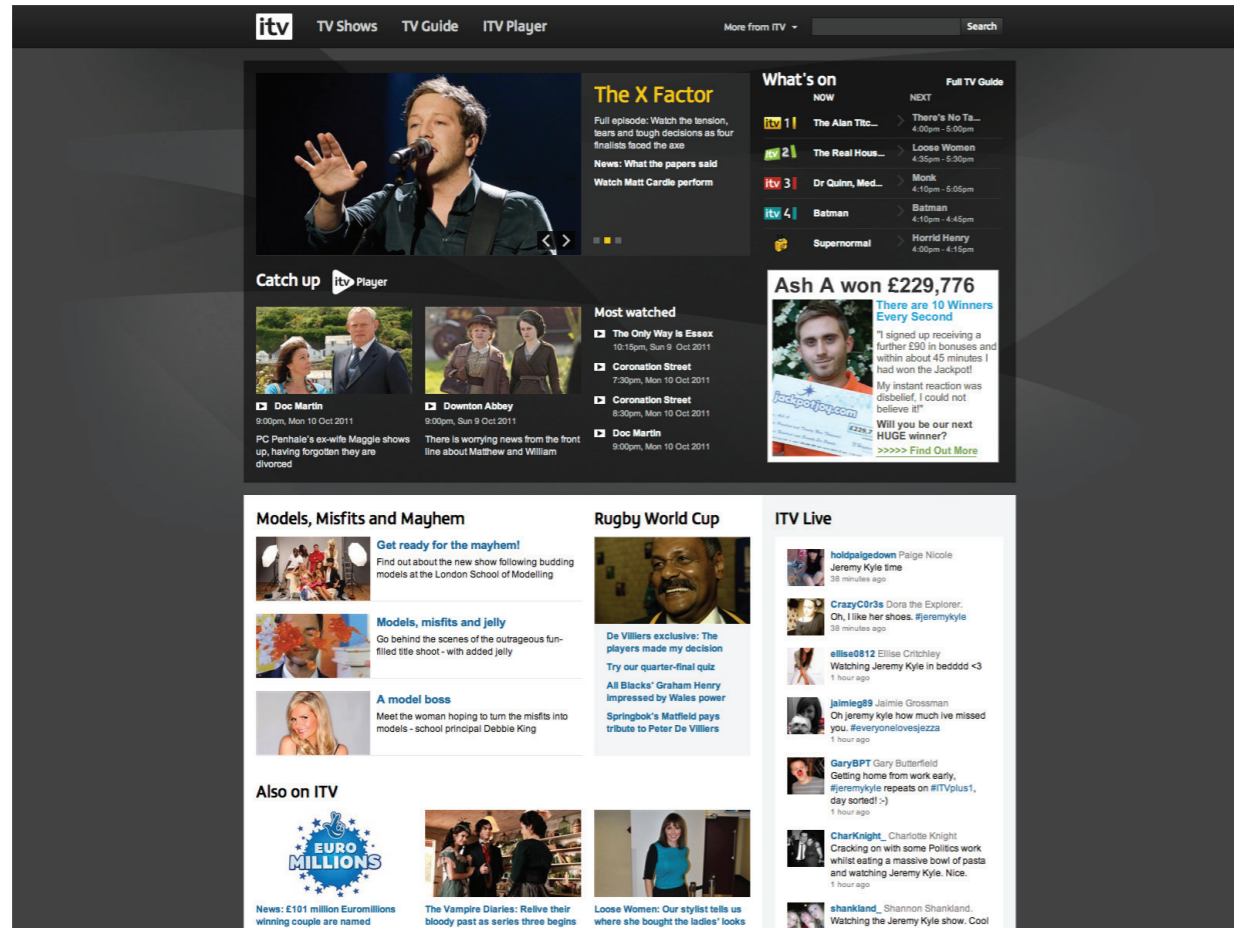 itv TV Shows TV Guide ITV Player More from ITV Search
The X Factor
Full episode: Watch the tension,
tears and tough decisions as four
finalists faced the axe
News: What the papers said
Watch Matt Cardle perform
What's on Full TV Guide
NOW NEXT
itv 1 The Alan Titc... There's No Ta...
4:00pm - 5:00pm
itv 2 The Real Hous... Loose Women
4:35pm - 5:30pm
itv 3 Dr Quinn, Med... Monk
4:10pm - 5:05pm
itv 4 Batman Batman
4:10pm - 4:45pm
Supernormal Horrid Henry
4:00pm - 4:15pm
Catch up itv Player
Doc Martin
9:00pm, Mon 10 Oct 2011
PC Penhale's ex-wife Maggie shows
up, having forgotten they are
divorced
Downton Abbey
9:00pm, Sun 9 Oct 2011
There is worrying news from the front
line about Matthew and William
Most watched
The Only Way Is Essex
10:15pm, Sun 9 Oct 2011
Coronation Street
7:30pm, Mon 10 Oct 2011
Coronation Street
8:30pm, Mon 10 Oct 2011
Doc Martin
9:00pm, Mon 10 Oct 2011
Ash A won £229,776
There are 10 Winners
Every Second
"I signed up receiving a
further £90 in bonuses and
within about 45 minutes I
had won the Jackpot!
My instant reaction was
disbelief, I could not
believe it!"
Will you be our next
HUGE winner?
>>>>> Find Out More
jackpotjoy.com
Models, Misfits and Mayhem
Get ready for the mayhem!
Find out about the new show following budding
models at the London School of Modelling
Models, misfits and jelly
Go behind the scenes of the outrageous fun-
filled title shoot - with added jelly
A model boss
Meet the woman hoping to turn the misfits into
models - school principal Debbie King
Rugby World Cup
De Villiers exclusive: The
players made my decision
Try our quarter-final quiz
All Blacks' Graham Henry
impressed by Wales power
Springbok's Matfield pays
tribute to Peter De Villiers
ITV Live
holdpaigedown Paige Nicole
Jeremy Kyle time
38 minutes ago
CrazyC0r3s Dora the Explorer.
Oh, I like her shoes. #jeremykyle
38 minutes ago
ellise0812 Ellise Critchley
Watching Jeremy Kyle in bedddd <3
1 hour ago
jaimieg89 Jaimie Grossman
Oh jeremy kyle how much ive missed
you. #everyonelovesjezza
1 hour ago
GaryBPT Gary Butterfield
Getting home from work early,
#jeremykyle repeats on #ITVplus1,
day sorted! :-)
1 hour ago
CharKnight_ Charlotte Knight
Cracking on with some Politics work
whilst eating a massive bowl of pasta
and watching Jeremy Kyle. Nice.
1 hour ago
shankland_ Shannon Shankland.
Watching the Jeremy Kyle show. Cool
Also on ITV
EURO
MILLIONS
News: £101 million Euromillions
winning couple are named
The Vampire Diaries: Relive their
bloody past as series three begins
Loose Women: Our stylist tells us
where she bought the ladies' looks